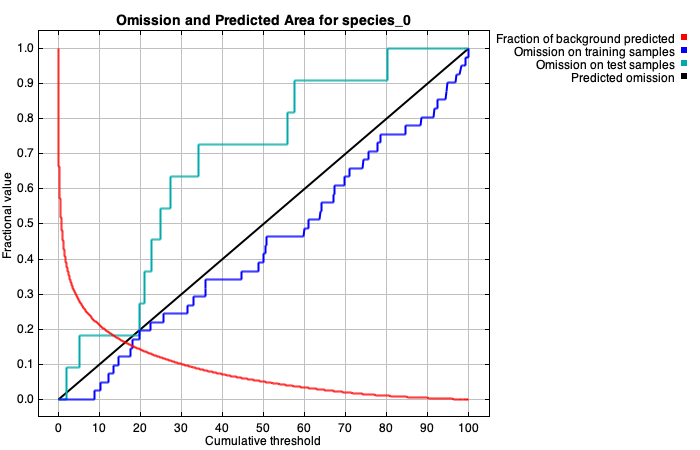 Omission and Predicted Area for species_0
Fraction of background predicted
Omission on training samples
Omission on test samples
Predicted omission
Fractional value
1.0
0.9
0.8
0.7
0.6
0.5
0.4
0.3
0.2
0.1
0.0
0 10 20 30 40 50 60 70 80 90 100
Cumulative threshold